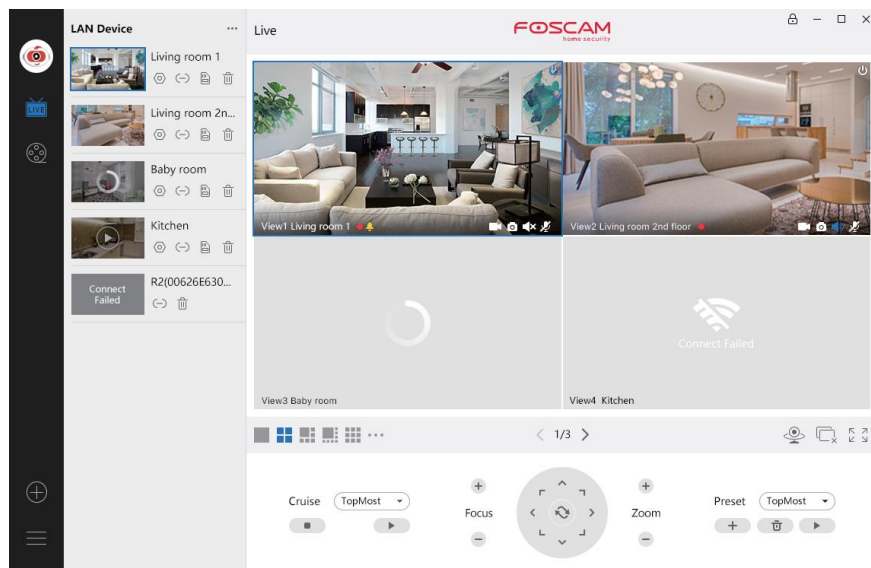 LAN Device
...
Live
FOSCAM
home security
LIVE
Living room 1
Living room 2n...
Baby room
Kitchen
Connect
Failed
R2(00626E630...
View1 Living room 1
View2 Living room 2nd floor
View3 Baby room
Connect Failed
View4 Kitchen
...
1/3
Cruise
TopMost
Focus
Zoom
Preset
TopMost